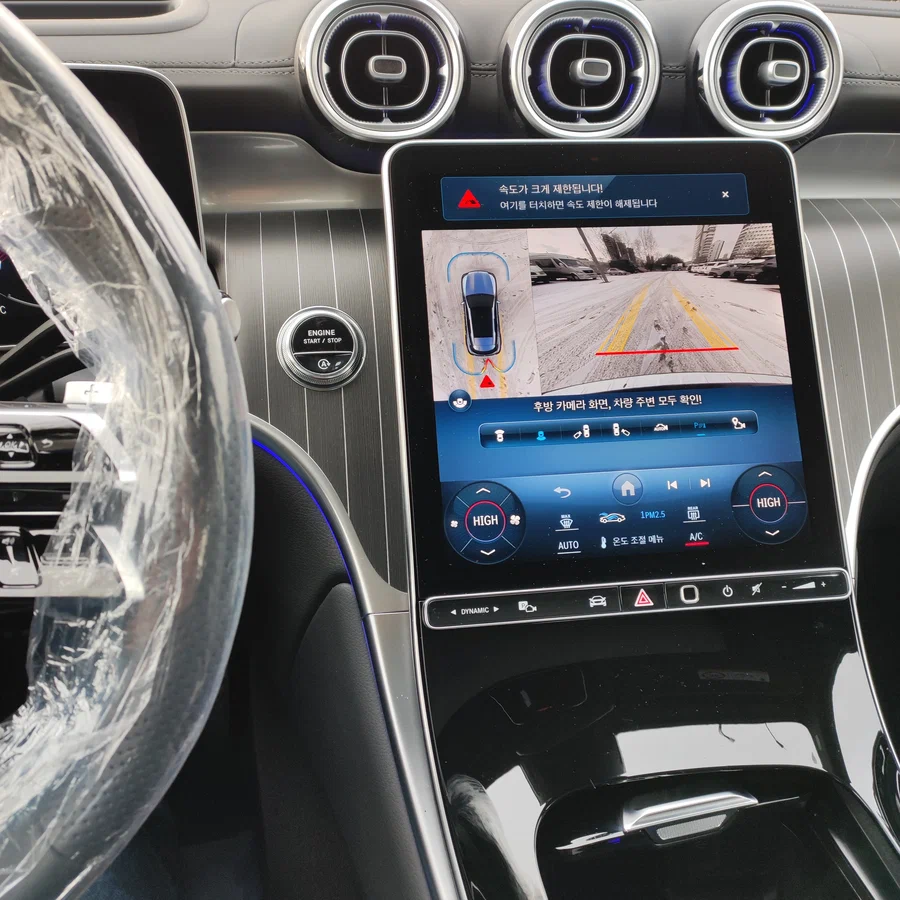 속도가 크게 제한됩니다!
여기를 터치하면 속도 제한이 해제됩니다
ENGINE
START / STOP
A
후방 카메라 화면, 차량 주변 모두 확인!
HIGH
HIGH
MAX
1PM2.5
REAR
AUTO
온도 조절 메뉴
A/C
DYNAMIC
C